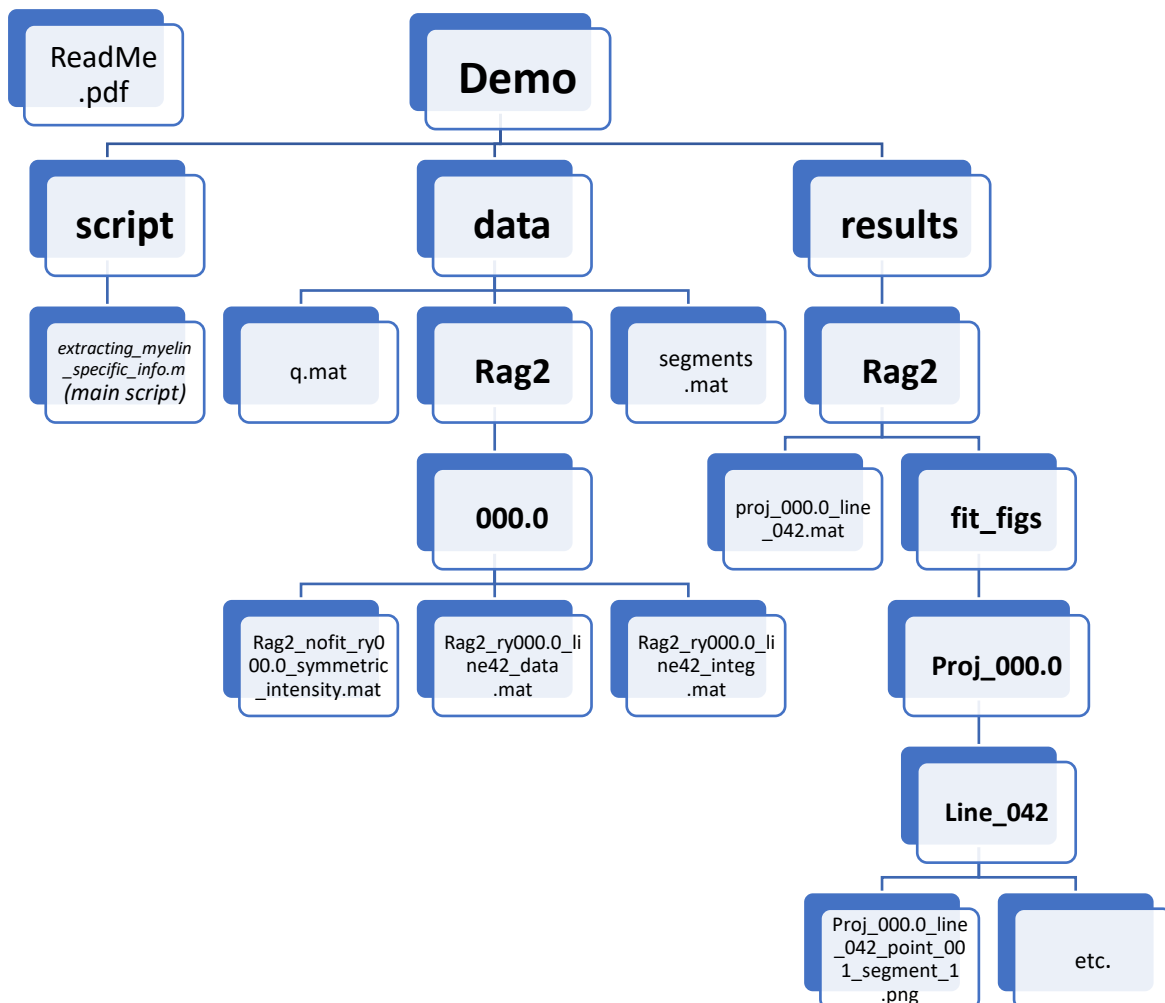 ReadMe
.pdf
Demo
script
data
results
extracting_myelin
_specific_info.m
(main script)
q.mat
Rag2
segments
.mat
Rag2
000.0
proj_000.0_line
_042.mat
fit_figs
Rag2_nofit_ry0
00.0_symmetric
_intensity.mat
Rag2_ry000.0_li
ne42_data
.mat
Rag2_ry000.0_li
ne42_integ
.mat
Proj_000.0
Line_042
Proj_000.0_line
_042_point_00
1_segment_1
.png
etc.